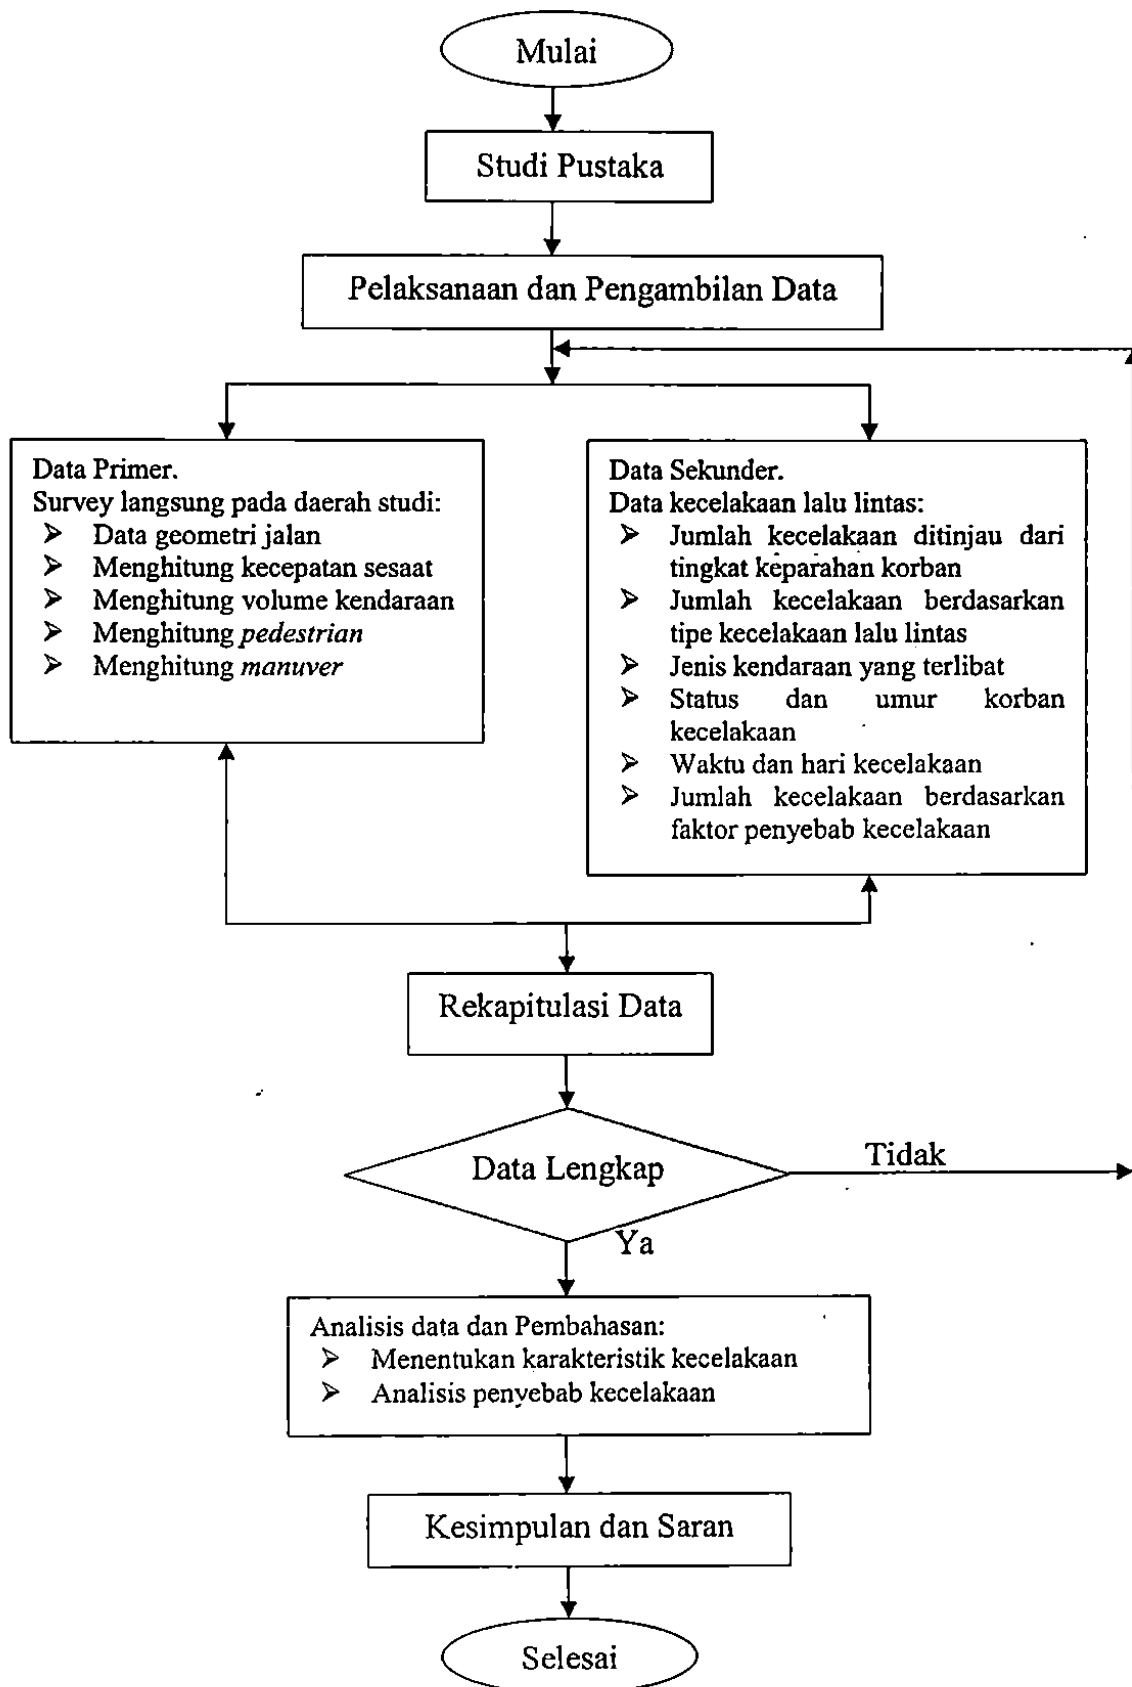 Mulai
Studi Pustaka
Pelaksanaan dan Pengambilan Data
Data Primer.
Survey langsung pada daerah studi:
➢ Data geometri jalan
➢ Menghitung kecepatan sesaat
➢ Menghitung volume kendaraan
➢ Menghitung pedestrian
➢ Menghitung manuver
Data Sekunder.
Data kecelakaan lalu lintas:
➢ Jumlah kecelakaan ditinjau dari
tingkat keparahan korban
➢ Jumlah kecelakaan berdasarkan
tipe kecelakaan lalu lintas
➢ Jenis kendaraan yang terlibat
➢ Status dan umur korban
kecelakaan
➢ Waktu dan hari kecelakaan
➢ Jumlah kecelakaan berdasarkan
faktor penyebab kecelakaan
Rekapitulasi Data
Data Lengkap
Tidak
Ya
Analisis data dan Pembahasan:
➢ Menentukan karakteristik kecelakaan
➢ Analisis penyebab kecelakaan
Kesimpulan dan Saran
Selesai